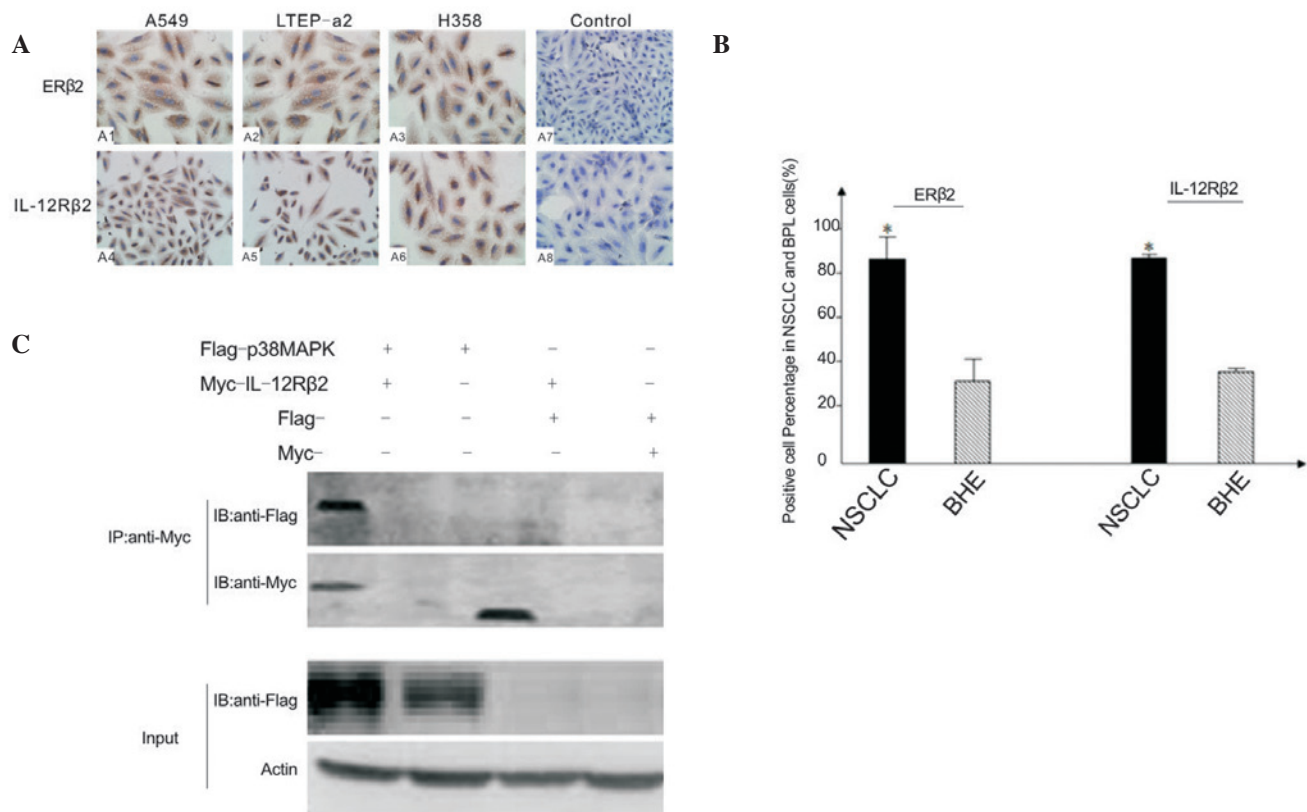 A
A549 LTEP-a2 H358 Control
ERβ2
A1 A2 A3 A7
IL-12Rβ2
A4 A5 A6 A8
B
Positive cell Percentage in NSCLC and BPL cells(%)
ERβ2 IL-12Rβ2
* *
100
80
60
40
20
0
NSCLC BHE NSCLC BHE
C
Flag-p38MAPK + + − −
Myc-IL-12Rβ2 + − + −
Flag- − − + +
Myc- − − − +
IP:anti-Myc
IB:anti-Flag
IB:anti-Myc
Input
IB:anti-Flag
Actin